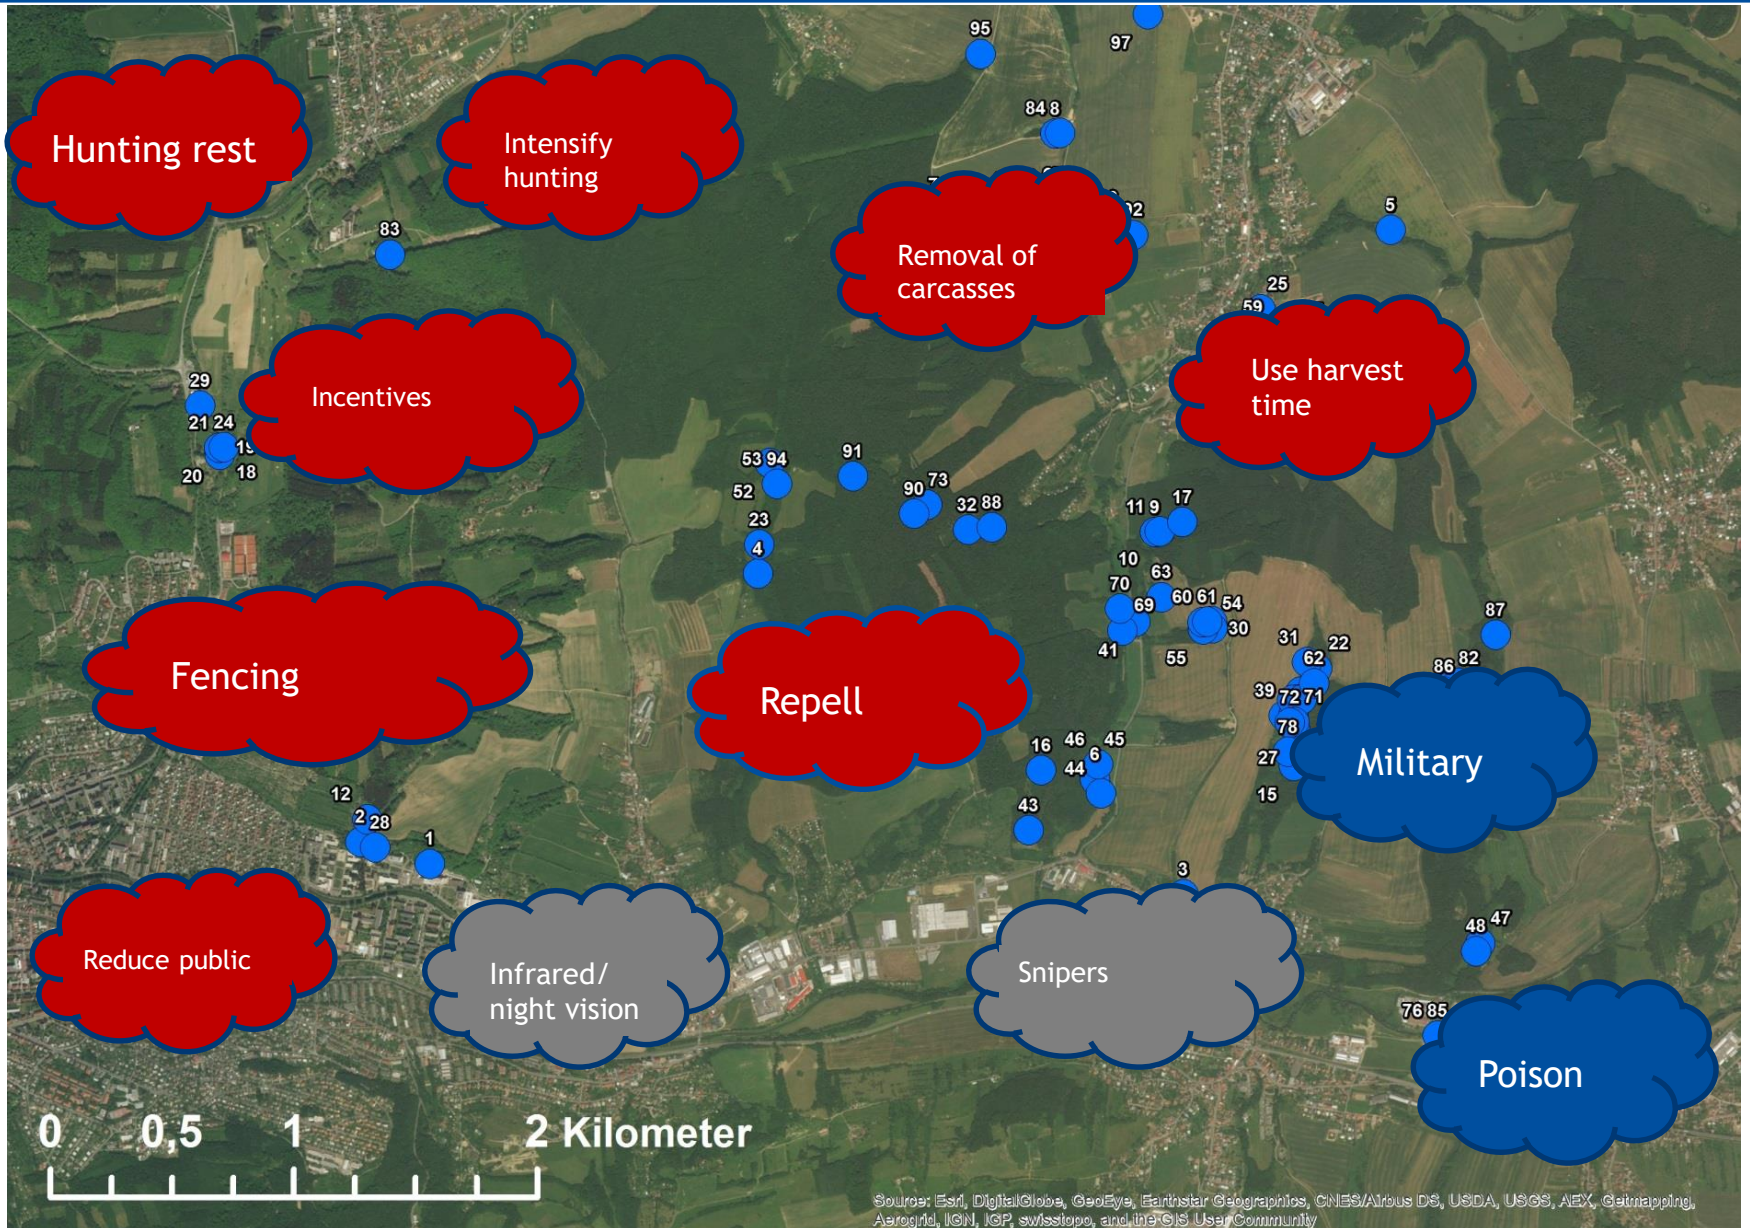 95
97
84 8
Hunting rest
Intensify
hunting
92
5
83
Removal of
carcasses
25
59
Use harvest
time
29
Incentives
21 24
19
20
18
53 94
91
52
90 73
32 88
11 9 17
23
4
10
63
70
69
60 61 54
30
41
55
87
31
22
62
86 82
39 72 71
78
Fencing
Repell
Military
16
46 45
6
44
27
15
43
12
2 28
1
3
48 47
Reduce public
Infrared/
night vision
Snipers
76 85
Poison
0 0,5 1 2 Kilometer
Source: Esri, DigitalGlobe, GeoEye, Earthstar Geographics, CNES/Airbus DS, USDA, USGS, AEX, Getmapping,
Aerogrid, IGN, IGP, swisstopo, and the GIS User Community